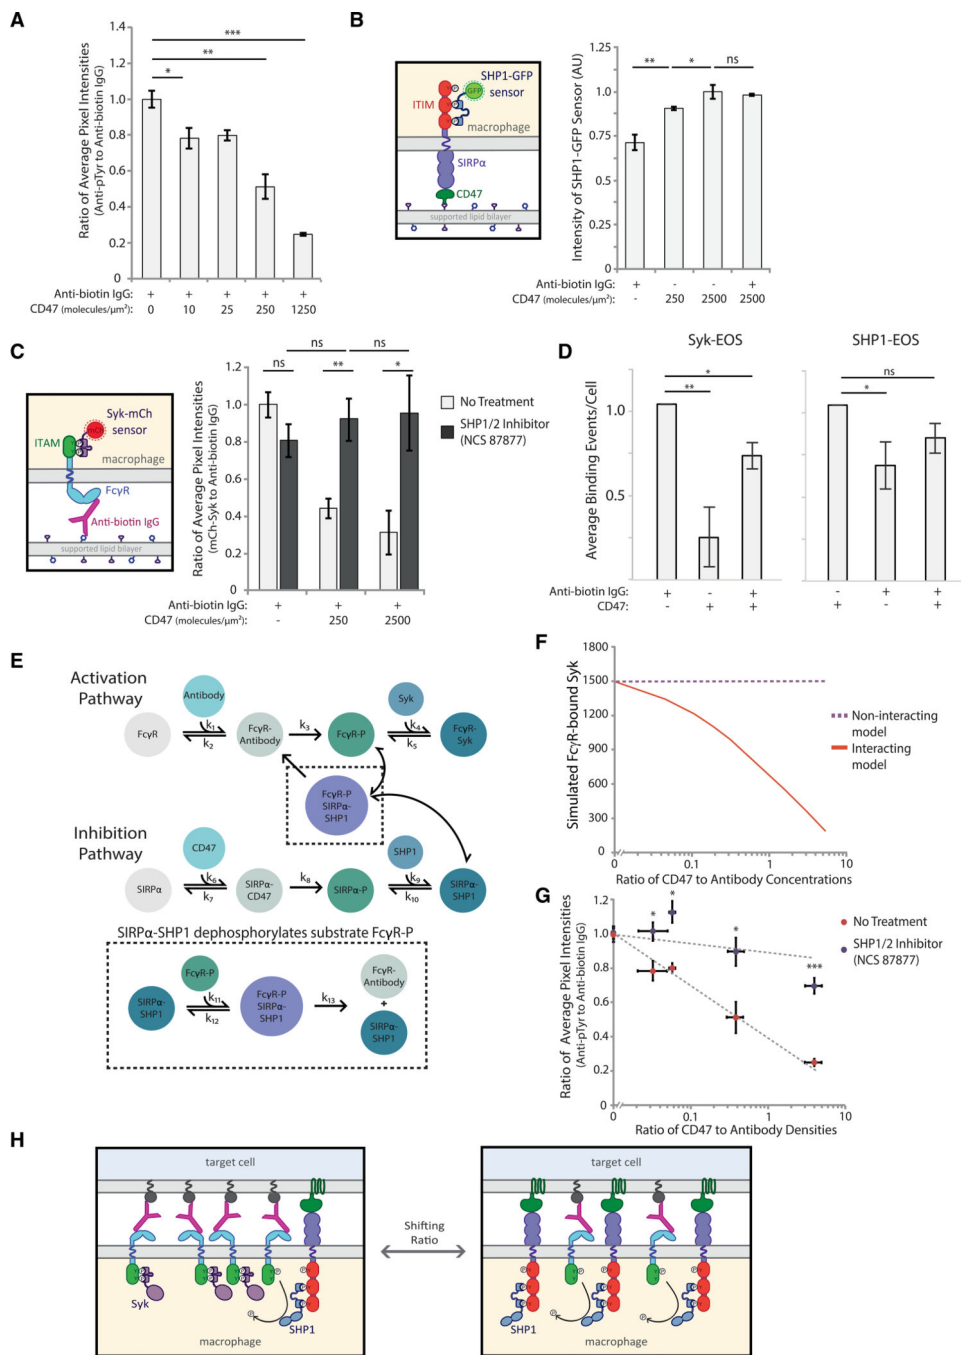 A
1.4
1.2
1.0
0.8
0.6
0.4
0.2
0
Ratio of Average Pixel Intensities
(Anti-pTyr to Anti-biotin IgG)
***
**
*
Anti-biotin IgG: + + + + +
CD47 (molecules/μm²): 0 10 25 250 1250
B
SHP1-GFP
sensor
GFP
ITIM
macrophage
SIRPα
CD47
supported lipid bilayer
1.25
1.0
0.75
0.5
0.25
0
Intensity of SHP1-GFP Sensor (AU)
** * ns
Anti-biotin IgG: + - - +
CD47 - 250 2500 2500
(molecules/μm²):
C
Syk-mCh
sensor
mCh
ITAM
macrophage
FcγR
Anti-biotin IgG
supported lipid bilayer
1.2
1.0
0.8
0.6
0.4
0.2
0
Ratio of Average Pixel Intensities
(mCh-Syk to Anti-biotin IgG)
ns ns
ns ** *
No Treatment
SHP1/2 Inhibitor
(NCS 87877)
Anti-biotin IgG: + + +
CD47 (molecules/μm²): - 250 2500
D
Syk-EOS
SHP1-EOS
Average Binding Events/Cell
1.0
0.5
*
**
ns
*
Anti-biotin IgG: + - + - + +
CD47: - + + + - +
E
Activation
Pathway
Antibody
Syk
FcγR
k1
k2
FcγR-
Antibody
k3
FcγR-P
k4
k5
FcγR-
Syk
FcγR-P
SIRPα-
SHP1
Inhibition
Pathway
CD47
SHP1
SIRPα
k6
k7
SIRPα-
CD47
k8
SIRPα-P
k9
k10
SIRPα-
SHP1
SIRPα-SHP1 dephosphorylates substrate FcγR-P
FcγR-P
SIRPα-
SHP1
k11
k12
FcγR-P
SIRPα-
SHP1
k13
FcγR-
Antibody
+
SIRPα-
SHP1
F
1800
1500
1200
900
600
300
0
Simulated FcγR-bound Syk
Non-interacting
model
Interacting
model
0 0.1 1 10
Ratio of CD47 to Antibody Concentrations
G
1.2
1.0
0.8
0.6
0.4
0.2
0
Ratio of Average Pixel Intensities
(Anti-pTyr to Anti-biotin IgG)
*
*
*
***
No Treatment
SHP1/2 Inhibitor
(NCS 87877)
0 0.1 1 10
Ratio of CD47 to Antibody Densities
H
target cell
Syk
SHP1
macrophage
Shifting
Ratio
target cell
SHP1
macrophage